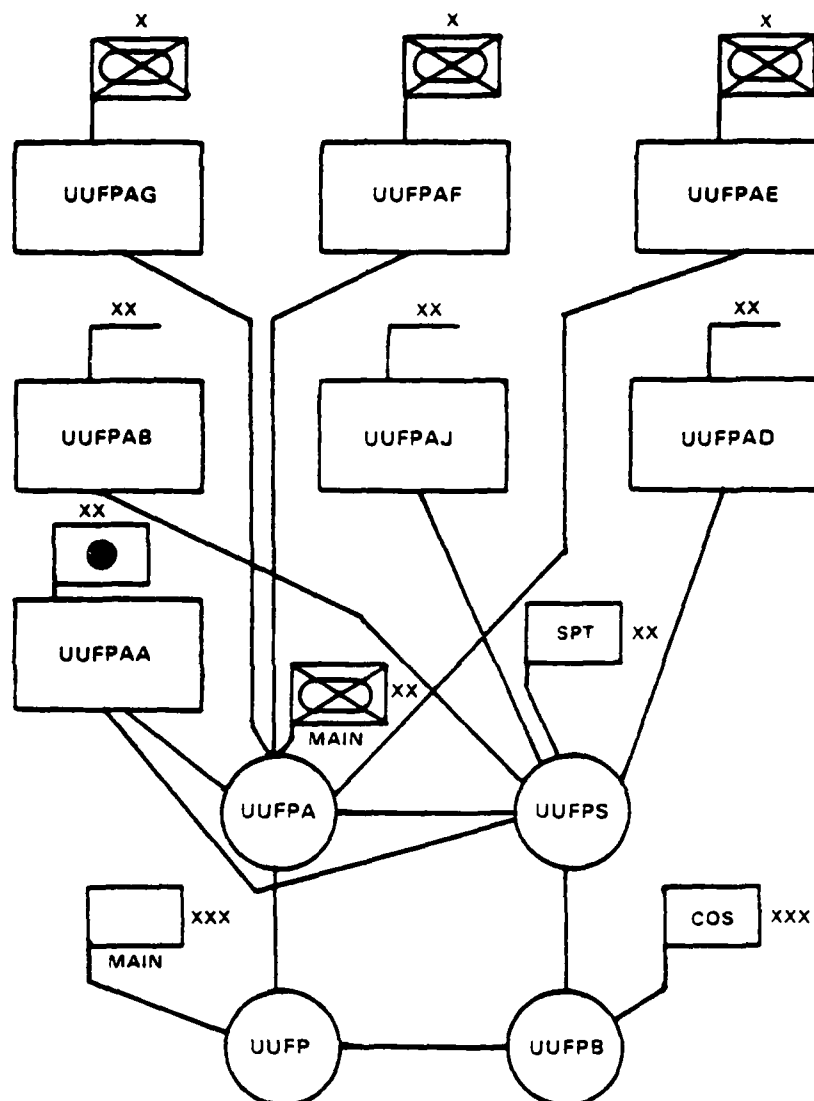 X X X
UUFPAG UUFPAF UUFPAE
XX XX XX
UUFPAB UUFPAJ UUFPAD
XX
UUFPAA
SPT XX
XX
MAIN
UUFPA UUFPS
XXX COS XXX
MAIN
UUFP UUFPB